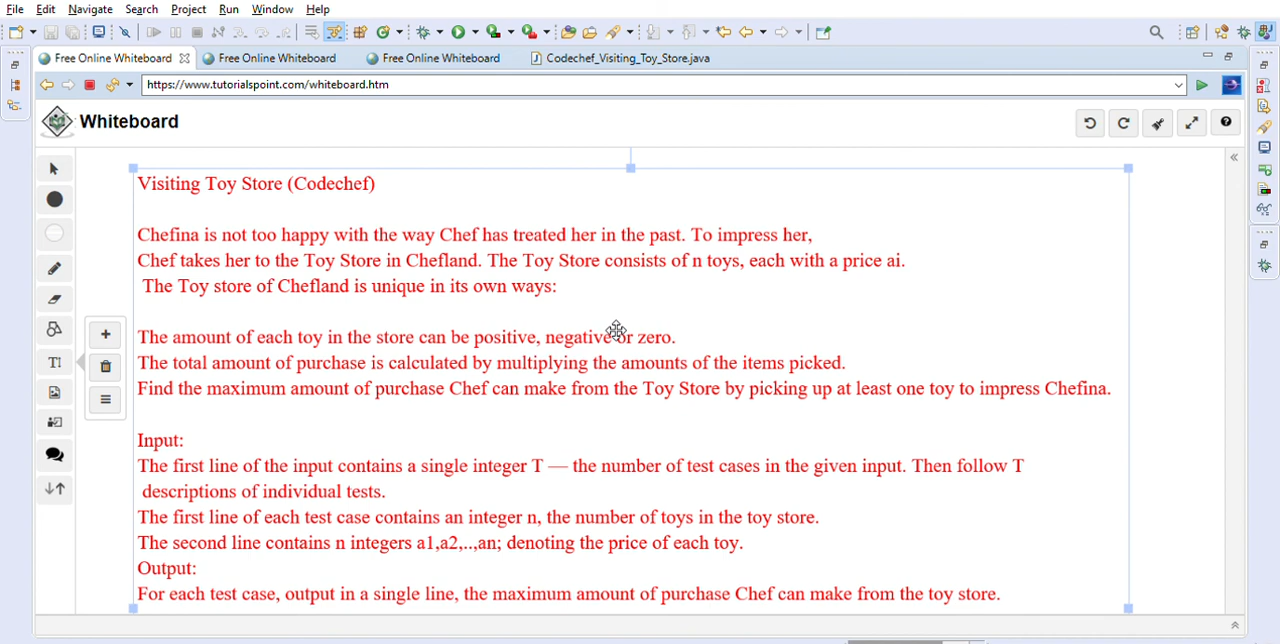 File Edit Navigate Search Project Run Window Help
Free Online Whiteboard Free Online Whiteboard Free Online Whiteboard Codechef_Visiting_Toy_Store.java
https://www.tutorialspoint.com/whiteboard.htm
Whiteboard
Visiting Toy Store (Codechef)
Chefina is not too happy with the way Chef has treated her in the past. To impress her,
Chef takes her to the Toy Store in Chefland. The Toy Store consists of n toys, each with a price ai.
The Toy store of Chefland is unique in its own ways:
The amount of each toy in the store can be positive, negative or zero.
The total amount of purchase is calculated by multiplying the amounts of the items picked.
Find the maximum amount of purchase Chef can make from the Toy Store by picking up at least one toy to impress Chefina.
Input:
The first line of the input contains a single integer T — the number of test cases in the given input. Then follow T
descriptions of individual tests.
The first line of each test case contains an integer n, the number of toys in the toy store.
The second line contains n integers a1,a2,..,an; denoting the price of each toy.
Output:
For each test case, output in a single line, the maximum amount of purchase Chef can make from the toy store.